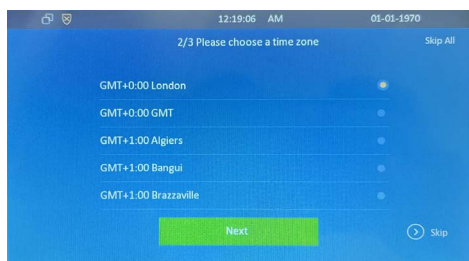 12:19:06 AM 01-01-1970
2/3 Please choose a time zone Skip All
GMT+0:00 London
GMT+0:00 GMT
GMT+1:00 Algiers
GMT+1:00 Bangui
GMT+1:00 Brazzaville
Next
Skip